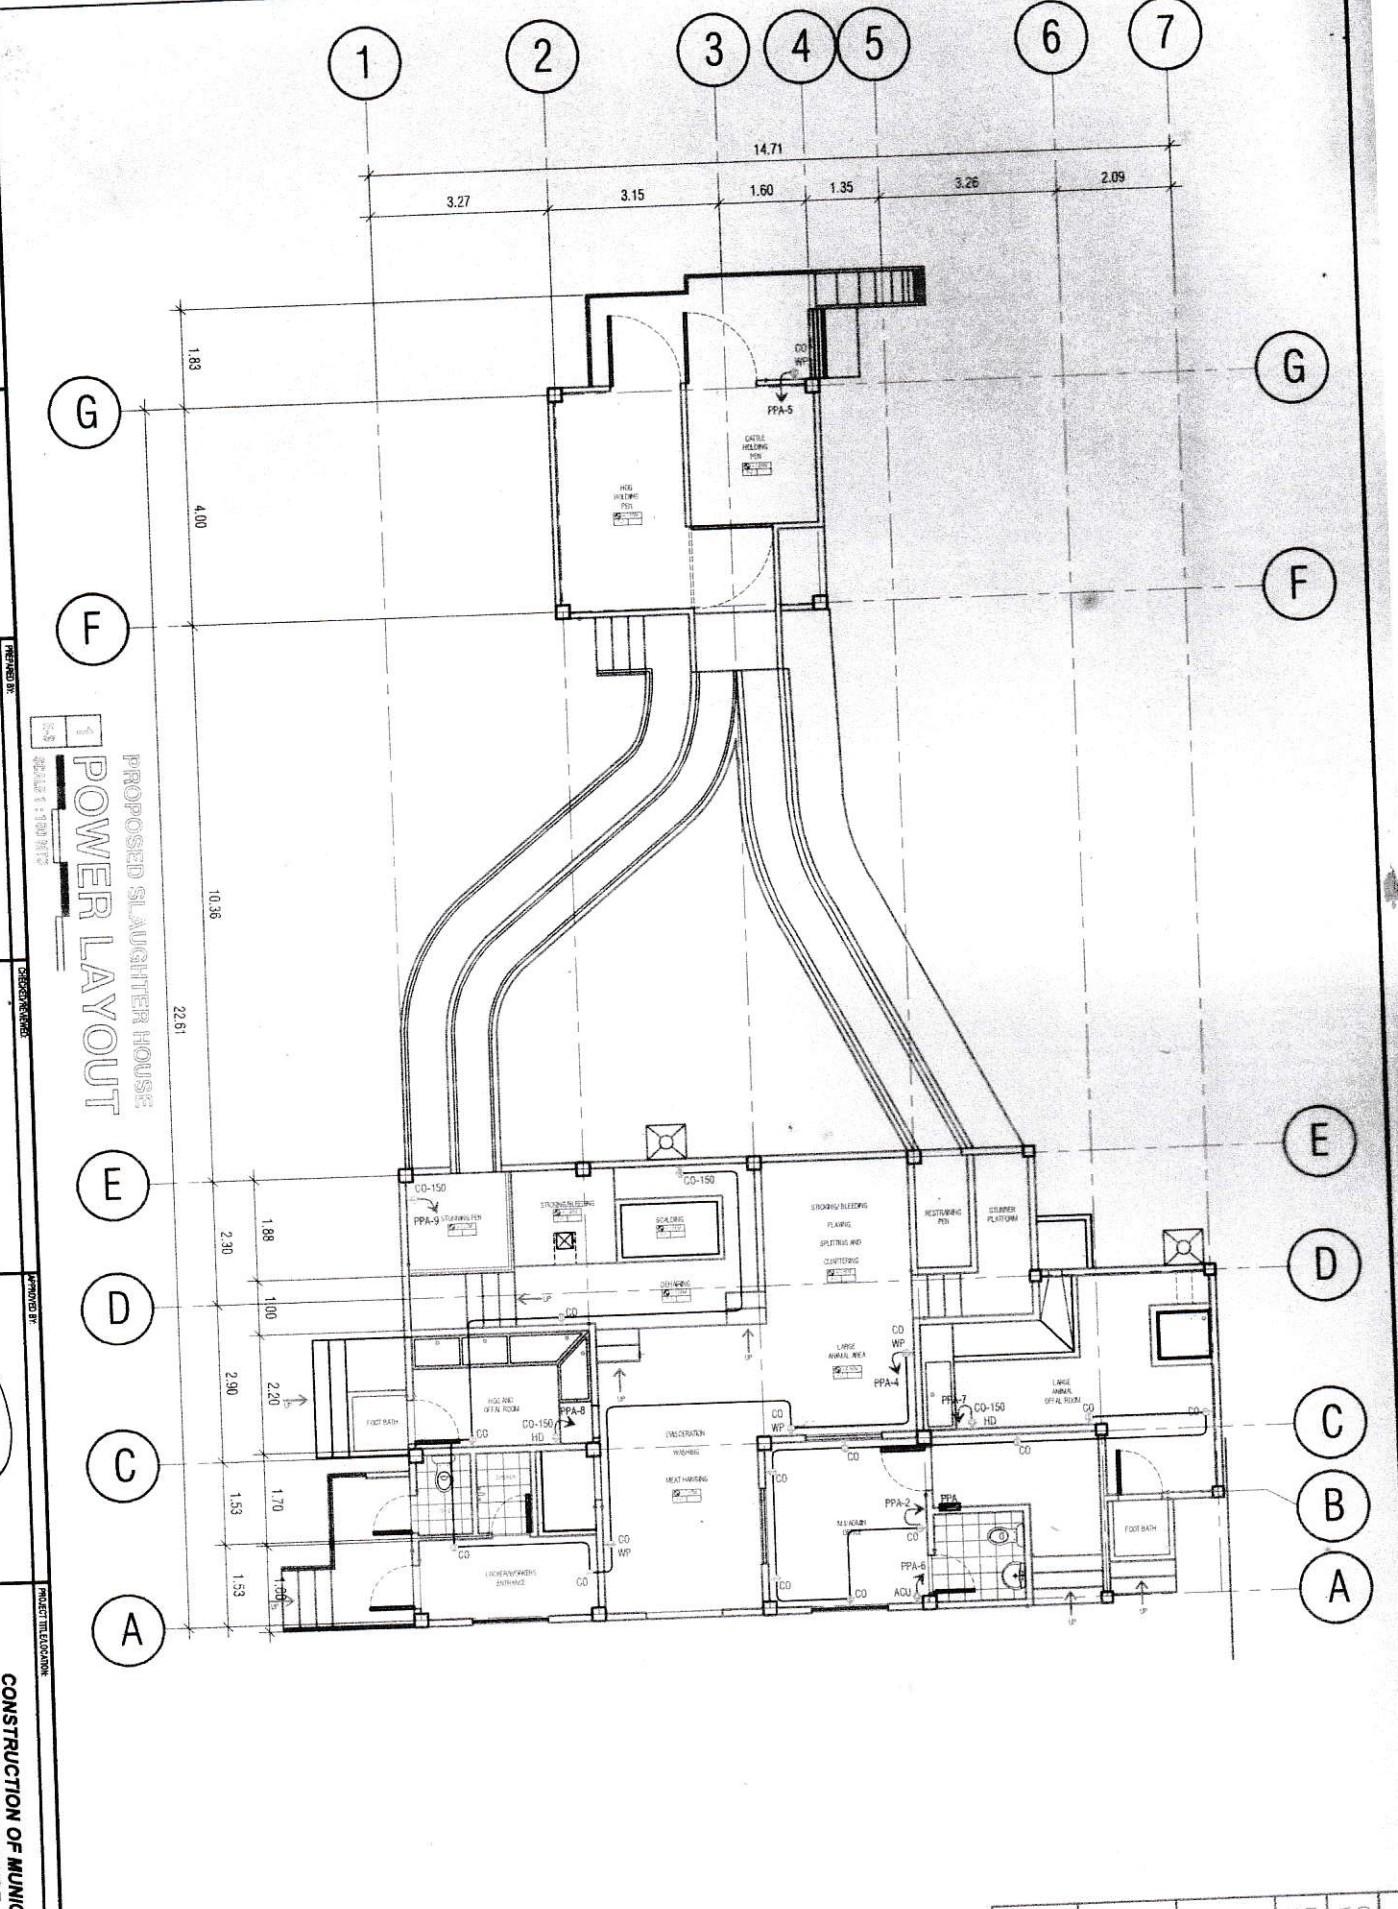 1
2
3
4
5
6
7
14.71
3.27
3.15
1.60
1.35
3.26
2.09
1.83
G
G
CO
WP
PPA-5
CATTLE
HOLDING
PEN
4.00
HOG
HOLDING
PEN
F
F
PREPARED BY:
1
POWER LAYOUT
PROPOSED SLAUGHTER HOUSE
10.36
22.61
CHECKED/REVIEWED:
E
E
CO-150
PPA-9
STUNNING PEN
STICKING/BLEEDING
CO-150
SCALDING
STICKING/ BLEEDING
FLAYING
SPLITTING AND
RESTRAINING
PEN
STUNNER
PLATFORM
1.88
2.30
DEHAIRING
D
D
APPROVED BY:
1.00
UP
CO
UP
UP
CO
WP
PPA-4
LARGE
ANIMAL AREA
LARGE
ANIMAL
OFFAL ROOM
2.90
2.20
UP
FOOT BATH
HOG AND
OFFAL ROOM
PPA-8
CO-150
HD
CO
PPA-7
CO-150
HD
CO
CO
CO
WP
C
C
CO
CO
WASHING
MEAT HANGING
CO
1.53
1.70
PPA-2
PPA
CO
B
FOOT BATH
CO
CO
WP
1.53
UP
LOCKER/WORKERS
ENTRANCE
CO
CO
CO
PPA-6
ACU
UP
UP
A
A
PROJECT TITLE/LOCATION:
CONSTRUCTION OF MUNIC